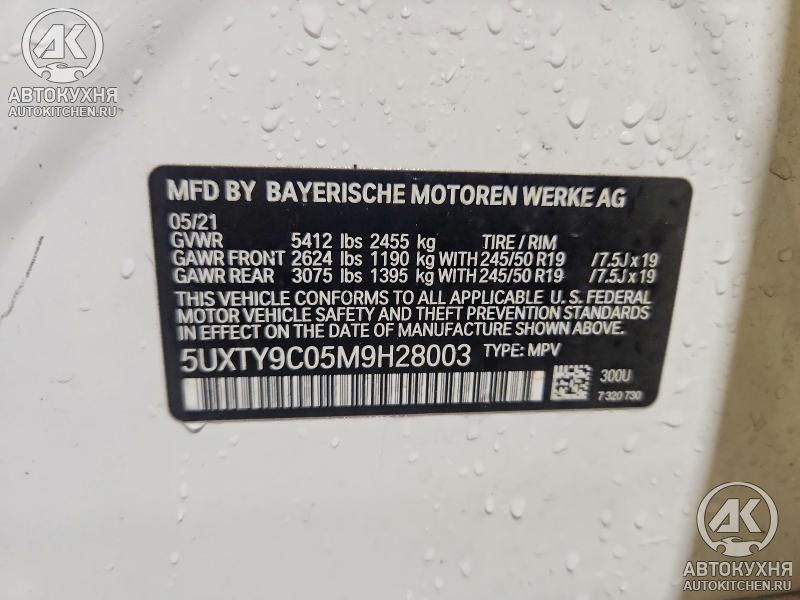 AK
АВТОКУХНЯ
AUTOKITCHEN.RU
MFD BY BAYERISCHE MOTOREN WERKE AG
05/21
GVWR 5412 lbs 2455 kg TIRE / RIM
GAWR FRONT 2624 lbs 1190 kg WITH 245/50 R19 /7.5J x 19
GAWR REAR 3075 lbs 1395 kg WITH 245/50 R19 /7.5J x 19
THIS VEHICLE CONFORMS TO ALL APPLICABLE U. S. FEDERAL
MOTOR VEHICLE SAFETY AND THEFT PREVENTION STANDARDS
IN EFFECT ON THE DATE OF MANUFACTURE SHOWN ABOVE.
5UXTY9C05M9H28003 TYPE: MPV
300U
7 320 730
AK
АВТОКУХНЯ
AUTOKITCHEN.RU